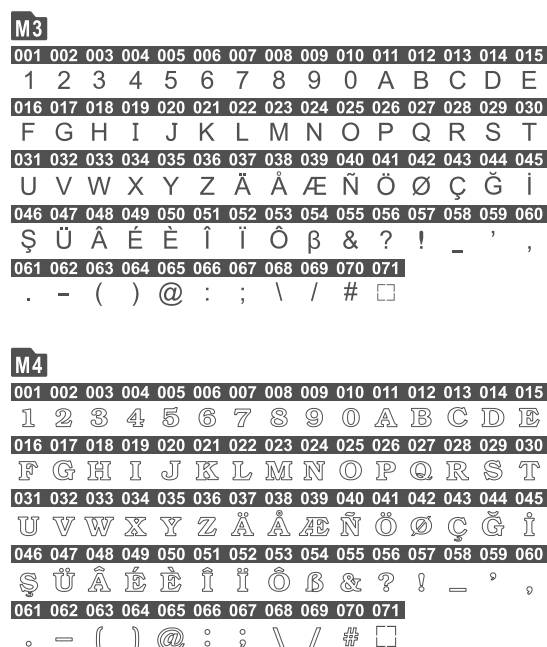 M3
001 002 003 004 005 006 007 008 009 010 011 012 013 014 015
1 2 3 4 5 6 7 8 9 0 A B C D E
016 017 018 019 020 021 022 023 024 025 026 027 028 029 030
F G H I J K L M N O P Q R S T
031 032 033 034 035 036 037 038 039 040 041 042 043 044 045
U V W X Y Z Ä Å Æ Ñ Ö Ø Ç Ğ İ
046 047 048 049 050 051 052 053 054 055 056 057 058 059 060
Ş Ü Â É È Î Ï Ô β & ? ! _ ’ ,
061 062 063 064 065 066 067 068 069 070 071
. – ( ) @ : ; \ / #
M4
001 002 003 004 005 006 007 008 009 010 011 012 013 014 015
1 2 3 4 5 6 7 8 9 0 A B C D E
016 017 018 019 020 021 022 023 024 025 026 027 028 029 030
F G H I J K L M N O P Q R S T
031 032 033 034 035 036 037 038 039 040 041 042 043 044 045
U V W X Y Z Ä Å Æ Ñ Ö Ø Ç Ğ İ
046 047 048 049 050 051 052 053 054 055 056 057 058 059 060
Ş Ü Â É È Î Ï Ô ß & ? ! _ ’ ,
061 062 063 064 065 066 067 068 069 070 071
. – ( ) @ : ; \ / #